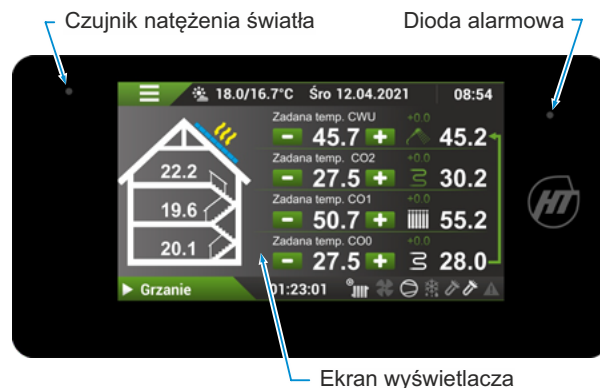 Czujnik natężenia światła
Dioda alarmowa
18.0/16.7°C Śro 12.04.2021 08:54
Zadana temp. CWU +0.0
- 45.7 + 45.2
Zadana temp. CO2 +0.0
22.2
- 27.5 + 30.2
Zadana temp. CO1 +0.0
19.6
- 50.7 + 55.2
Zadana temp. CO0 +0.0
20.1
- 27.5 + 28.0
HT
Grzanie 01:23:01
Ekran wyświetlacza